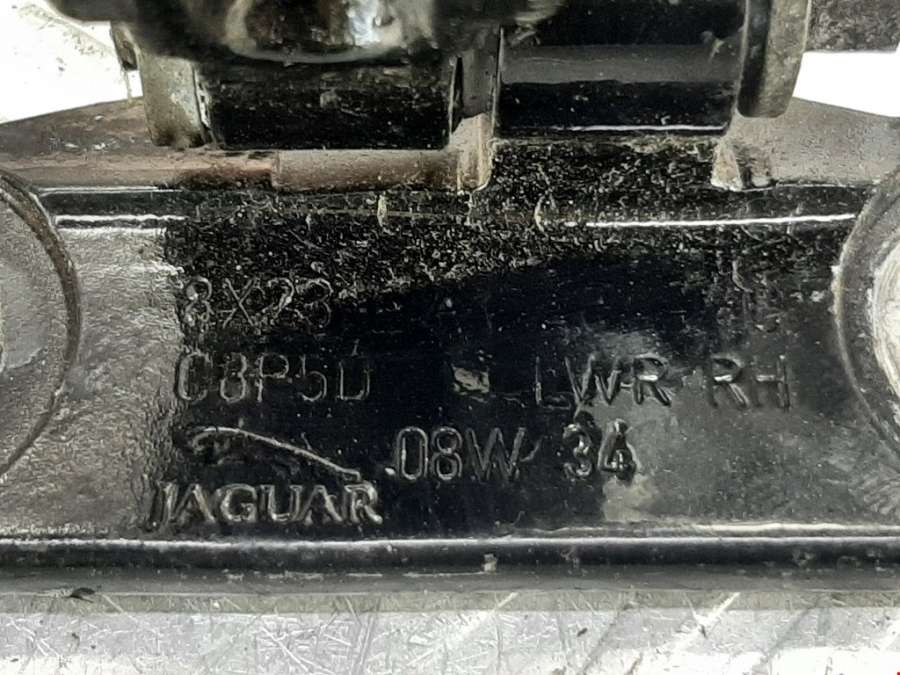 8X23
C8P5D LWR RH
08W 34
JAGUAR